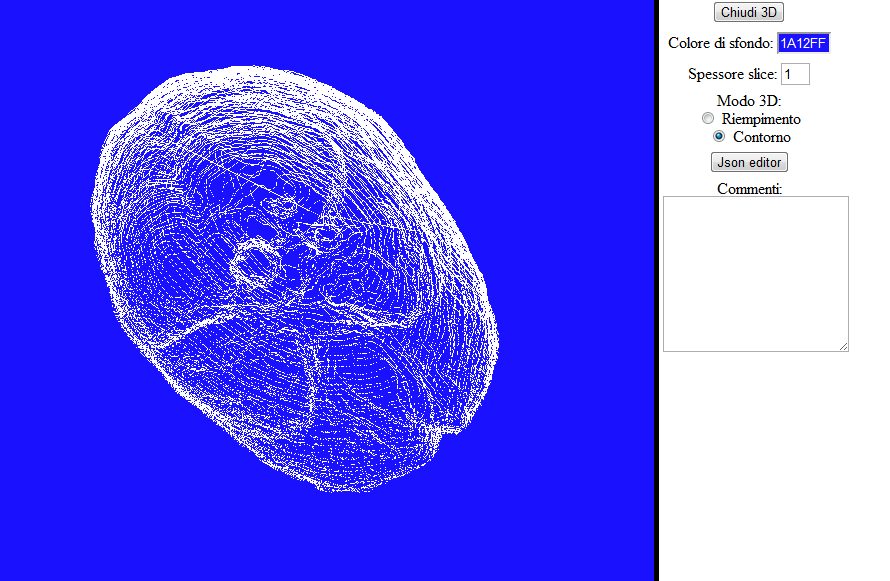 Chiudi 3D
Colore di sfondo: 1A12FF
Spessore slice: 1
Modo 3D:
Riempimento
Contorno
Json editor
Commenti: